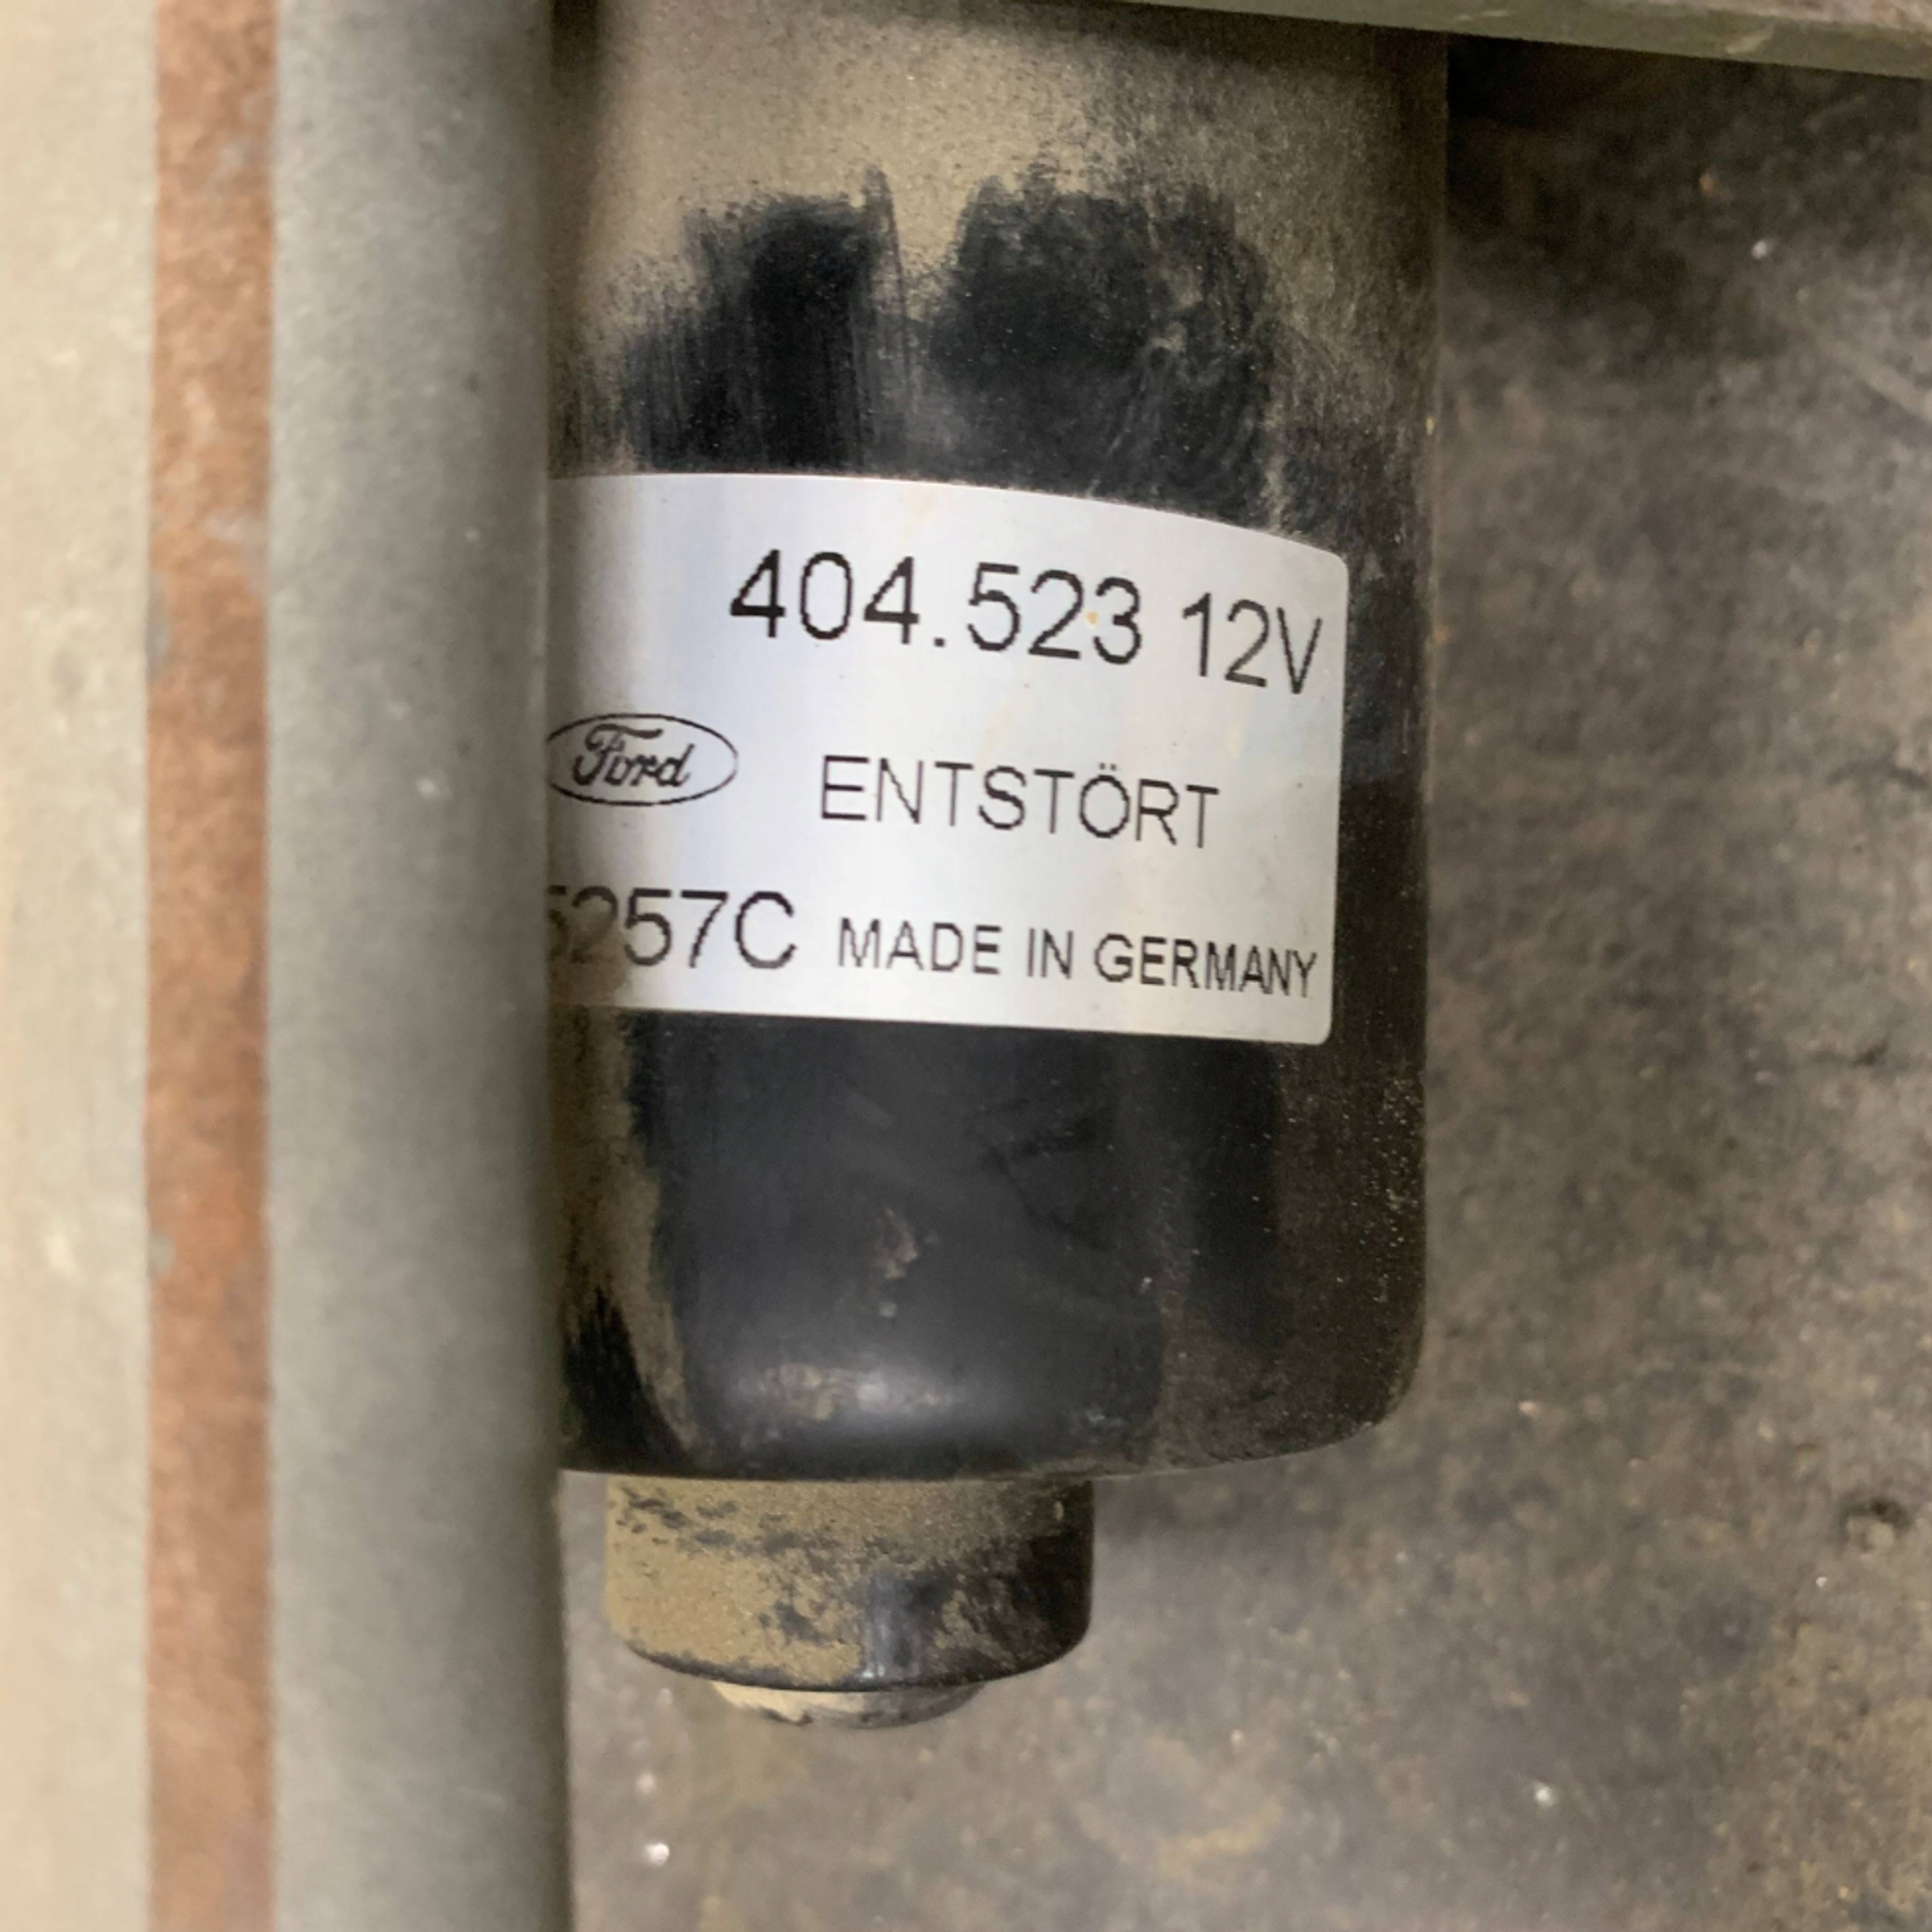 404.523 12V
Ford ENTSTÖRT
5257C MADE IN GERMANY